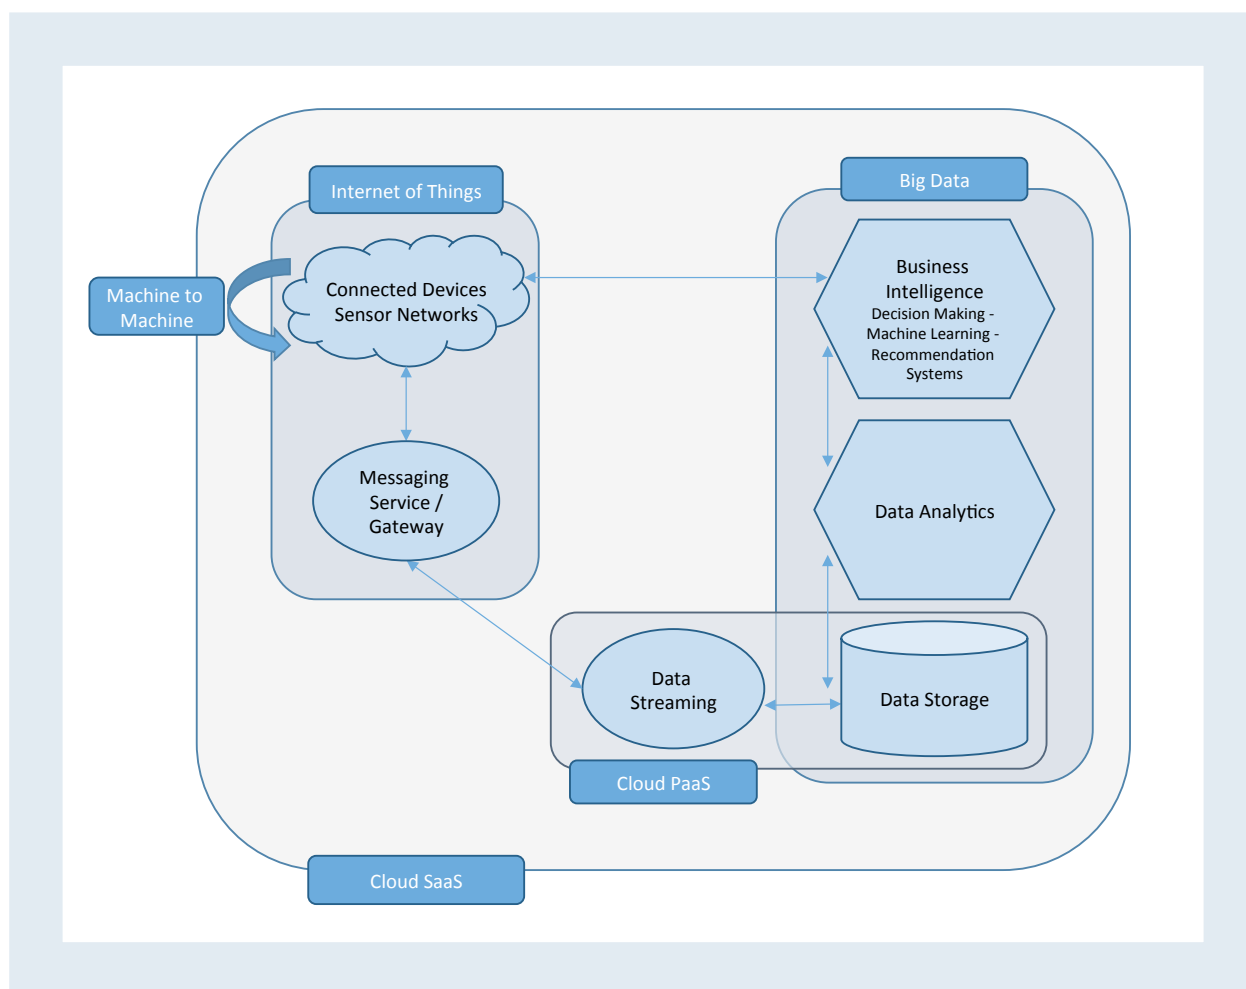 Internet of Things
Big Data
Machine to
Machine
Connected Devices
Sensor Networks
Business
Intelligence
Decision Making -
Machine Learning -
Recommendation
Systems
Messaging
Service /
Gateway
Data Analytics
Data
Streaming
Data Storage
Cloud PaaS
Cloud SaaS